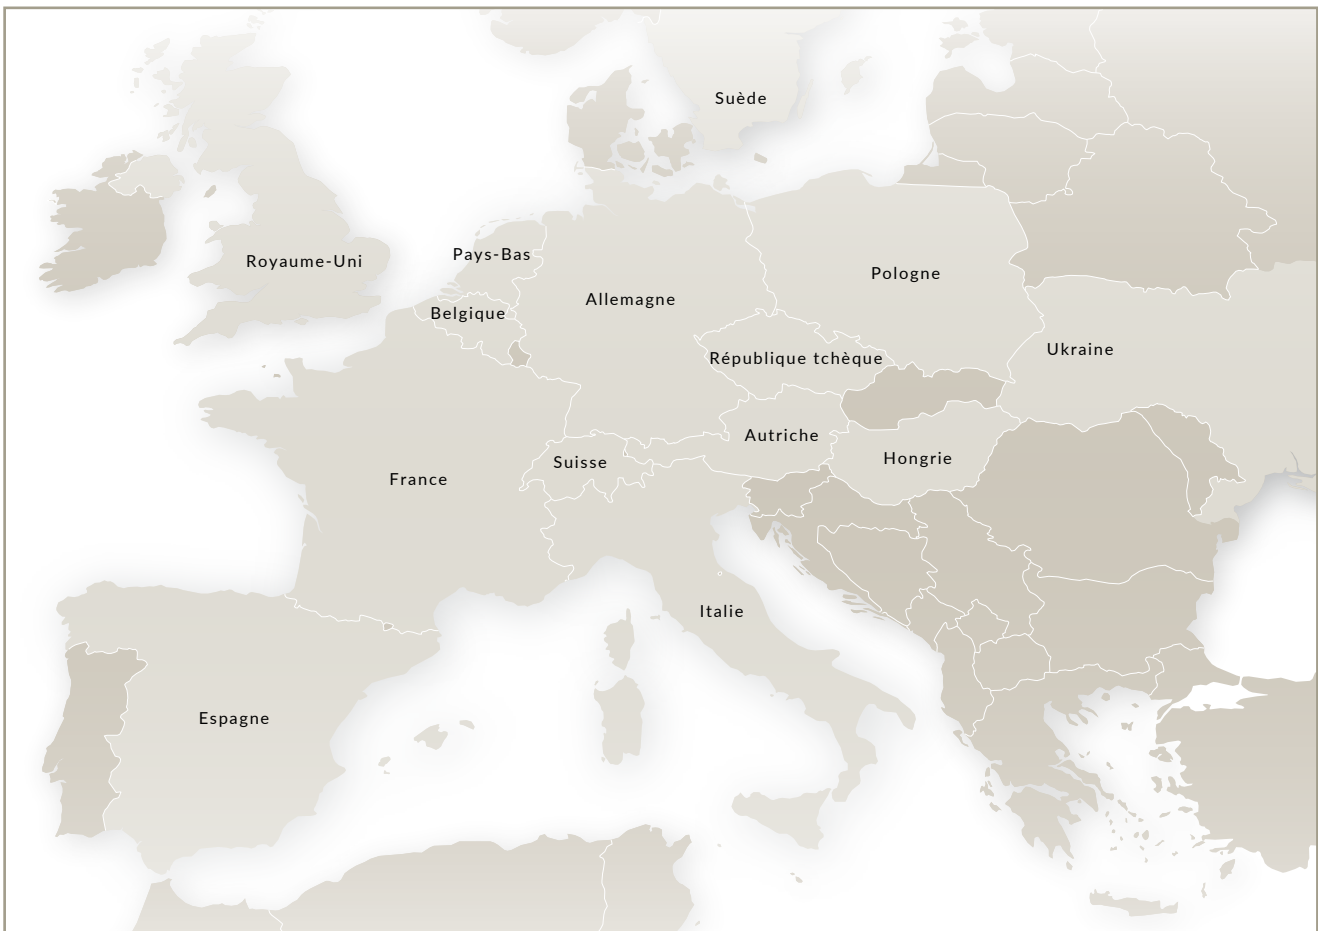 Suède
Royaume-Uni
Pays-Bas
Pologne
Allemagne
Belgique
Ukraine
République tchèque
Autriche
Hongrie
Suisse
France
Italie
Espagne